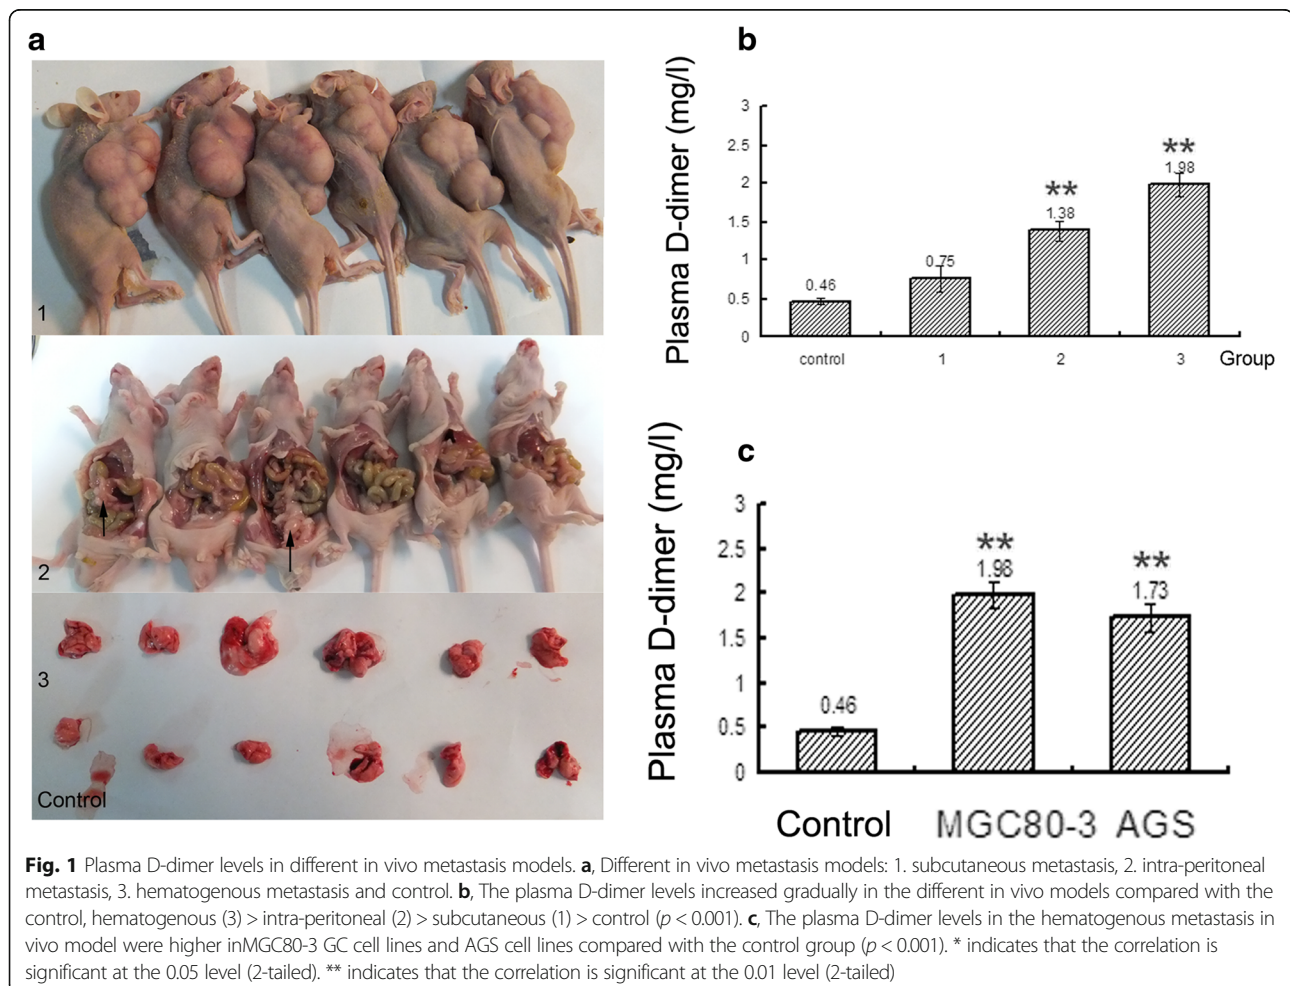 a
1
2
3
Control
b
Plasma D-dimer (mg/l)
3
2.5
2
1.5
1
0.5
0
0.46
0.75
**
1.38
**
1.98
control
1
2
3
Group
c
Plasma D-dimer (mg/l)
3
2.5
2
1.5
1
0.5
0
0.46
**
1.98
**
1.73
Control
MGC80-3
AGS
Fig. 1 Plasma D-dimer levels in different in vivo metastasis models. a, Different in vivo metastasis models: 1. subcutaneous metastasis, 2. intra-peritoneal
metastasis, 3. hematogenous metastasis and control. b, The plasma D-dimer levels increased gradually in the different in vivo models compared with the
control, hematogenous (3) > intra-peritoneal (2) > subcutaneous (1) > control (p < 0.001). c, The plasma D-dimer levels in the hematogenous metastasis in
vivo model were higher inMGC80-3 GC cell lines and AGS cell lines compared with the control group (p < 0.001). * indicates that the correlation is
significant at the 0.05 level (2-tailed). ** indicates that the correlation is significant at the 0.01 level (2-tailed)